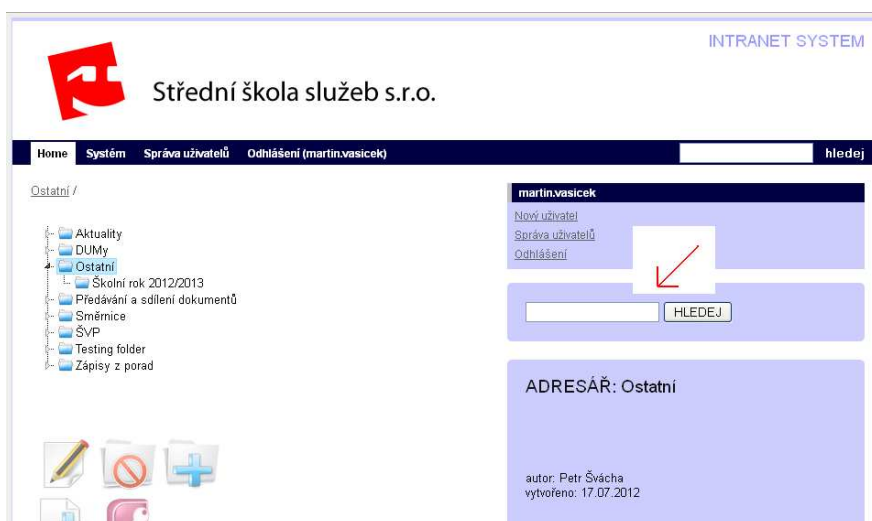 INTRANET SYSTEM
Střední škola služeb s.r.o.
Home Systém Správa uživatelů Odhlášení (martin.vasicek) hledej
Ostatní /
Aktuality
DUMy
Ostatní
Školní rok 2012/2013
Předávání a sdílení dokumentů
Směrnice
ŠVP
Testing folder
Zápisy z porad
martin.vasicek
Nový uživatel
Správa uživatelů
Odhlášení
HLEDEJ
ADRESÁŘ: Ostatní
autor: Petr Švácha
vytvořeno: 17.07.2012